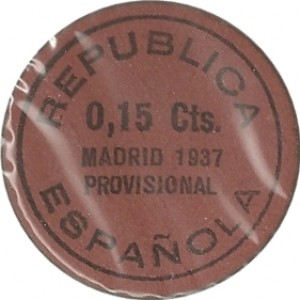 REPUBLICA
0,15 Cts.
MADRID 1937
PROVISIONAL
ESPAÑOLA